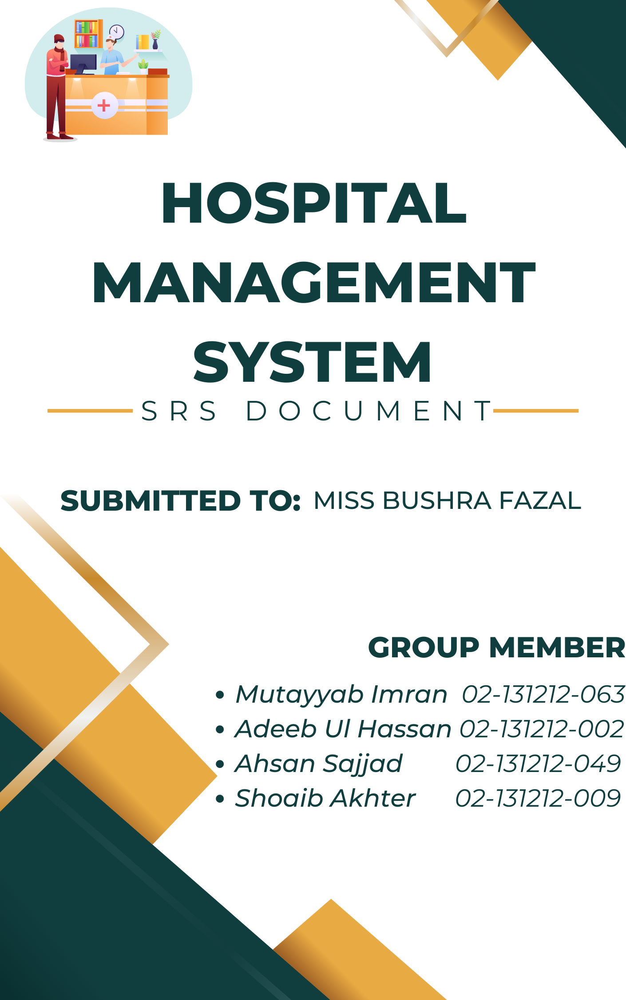 HOSPITAL
MANAGEMENT
SYSTEM
SRS DOCUMENT
SUBMITTED TO: MISS BUSHRA FAZAL
GROUP MEMBER
• Mutayyab Imran 02-131212-063
• Adeeb Ul Hassan 02-131212-002
• Ahsan Sajjad 02-131212-049
• Shoaib Akhter 02-131212-009